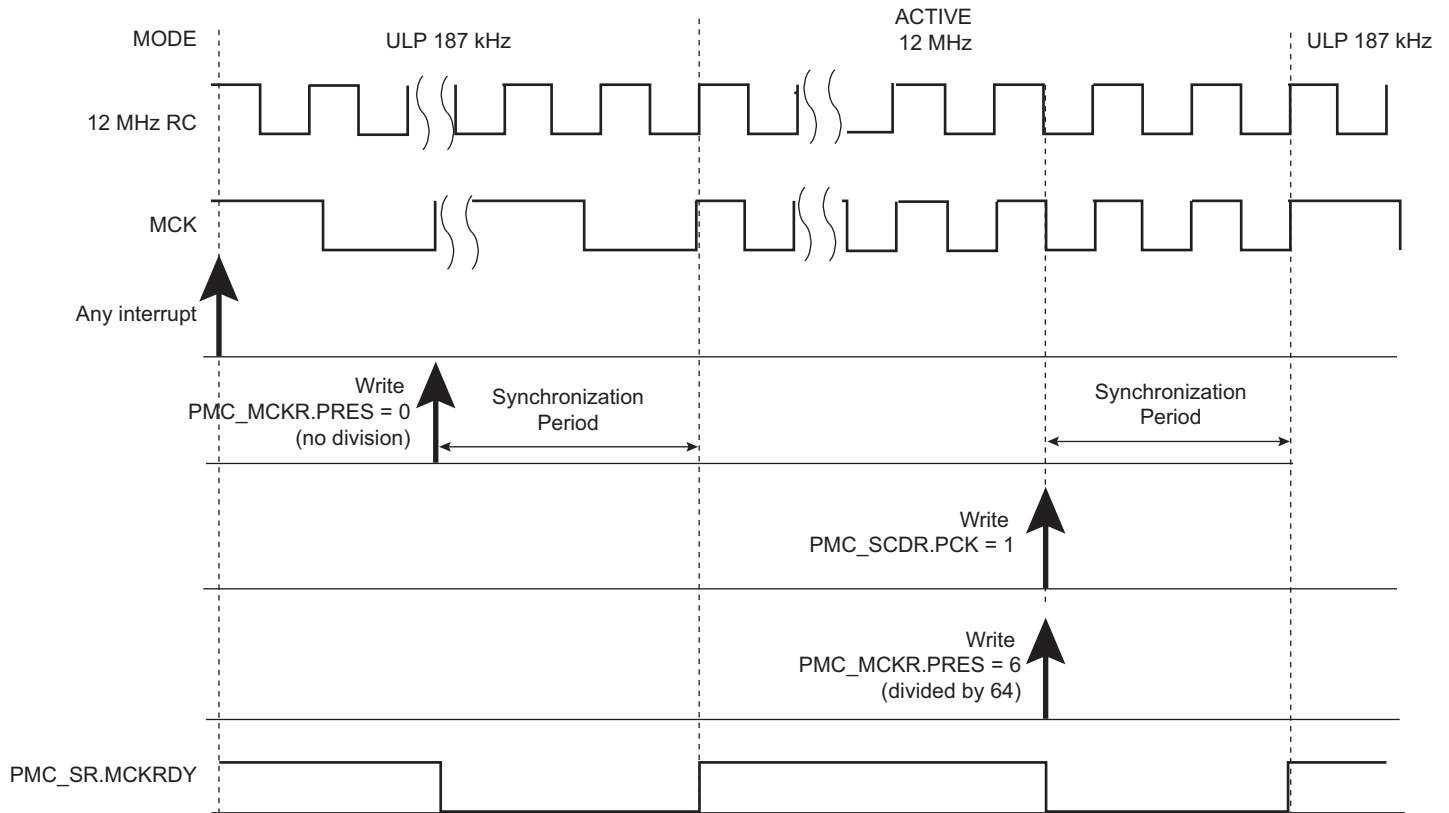 ACTIVE
12 MHz
MODE
ULP 187 kHz
ULP 187 kHz
12 MHz RC
MCK
Any interrupt
Write
PMC_MCKR.PRES = 0
(no division)
Synchronization
Period
Synchronization
Period
Write
PMC_SCDR.PCK = 1
Write
PMC_MCKR.PRES = 6
(divided by 64)
PMC_SR.MCKRDY